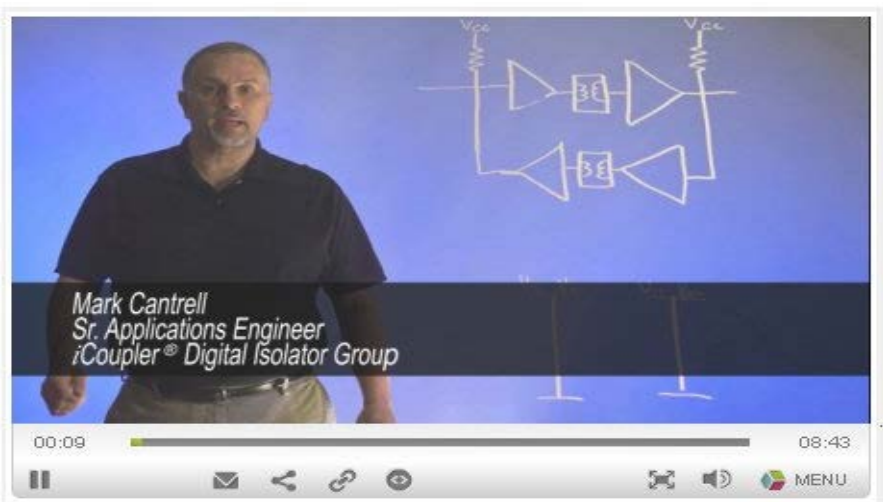 Vcc Vcc
Mark Cantrell
Sr. Applications Engineer
iCoupler® Digital Isolator Group
00:09 08:43
MENU